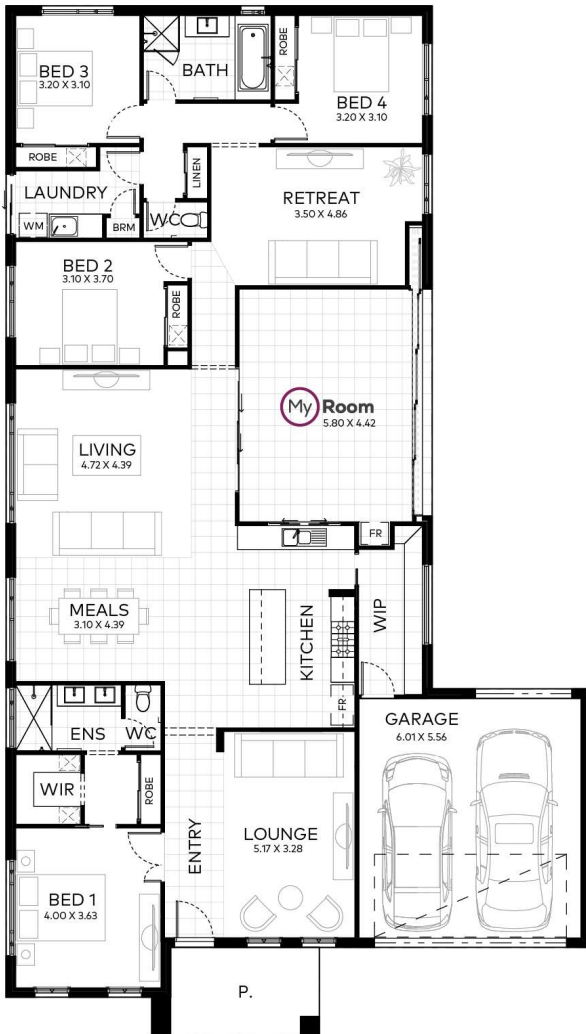 BED 3
3.20 X 3.10
BATH
ROBE
BED 4
3.20 X 3.10
ROBE
LINEN
LAUNDRY
RETREAT
3.50 X 4.86
WM
BRM
WC
BED 2
3.10 X 3.70
ROBE
My Room
5.80 X 4.42
LIVING
4.72 X 4.39
FR
MEALS
3.10 X 4.39
KITCHEN
WIP
FR
ENS
WC
GARAGE
6.01 X 5.56
WIR
ROBE
ENTRY
LOUNGE
5.17 X 3.28
BED 1
4.00 X 3.63
P.